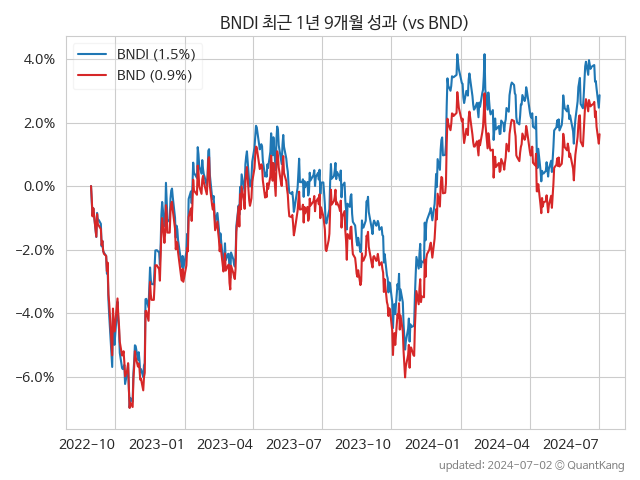 BNDI 최근 1년 9개월 성과 (vs BND)
BNDI (1.5%)
BND (0.9%)
4.0%
2.0%
0.0%
−2.0%
−4.0%
−6.0%
2022-10 2023-01 2023-04 2023-07 2023-10 2024-01 2024-04 2024-07
updated: 2024-07-02 © QuantKang